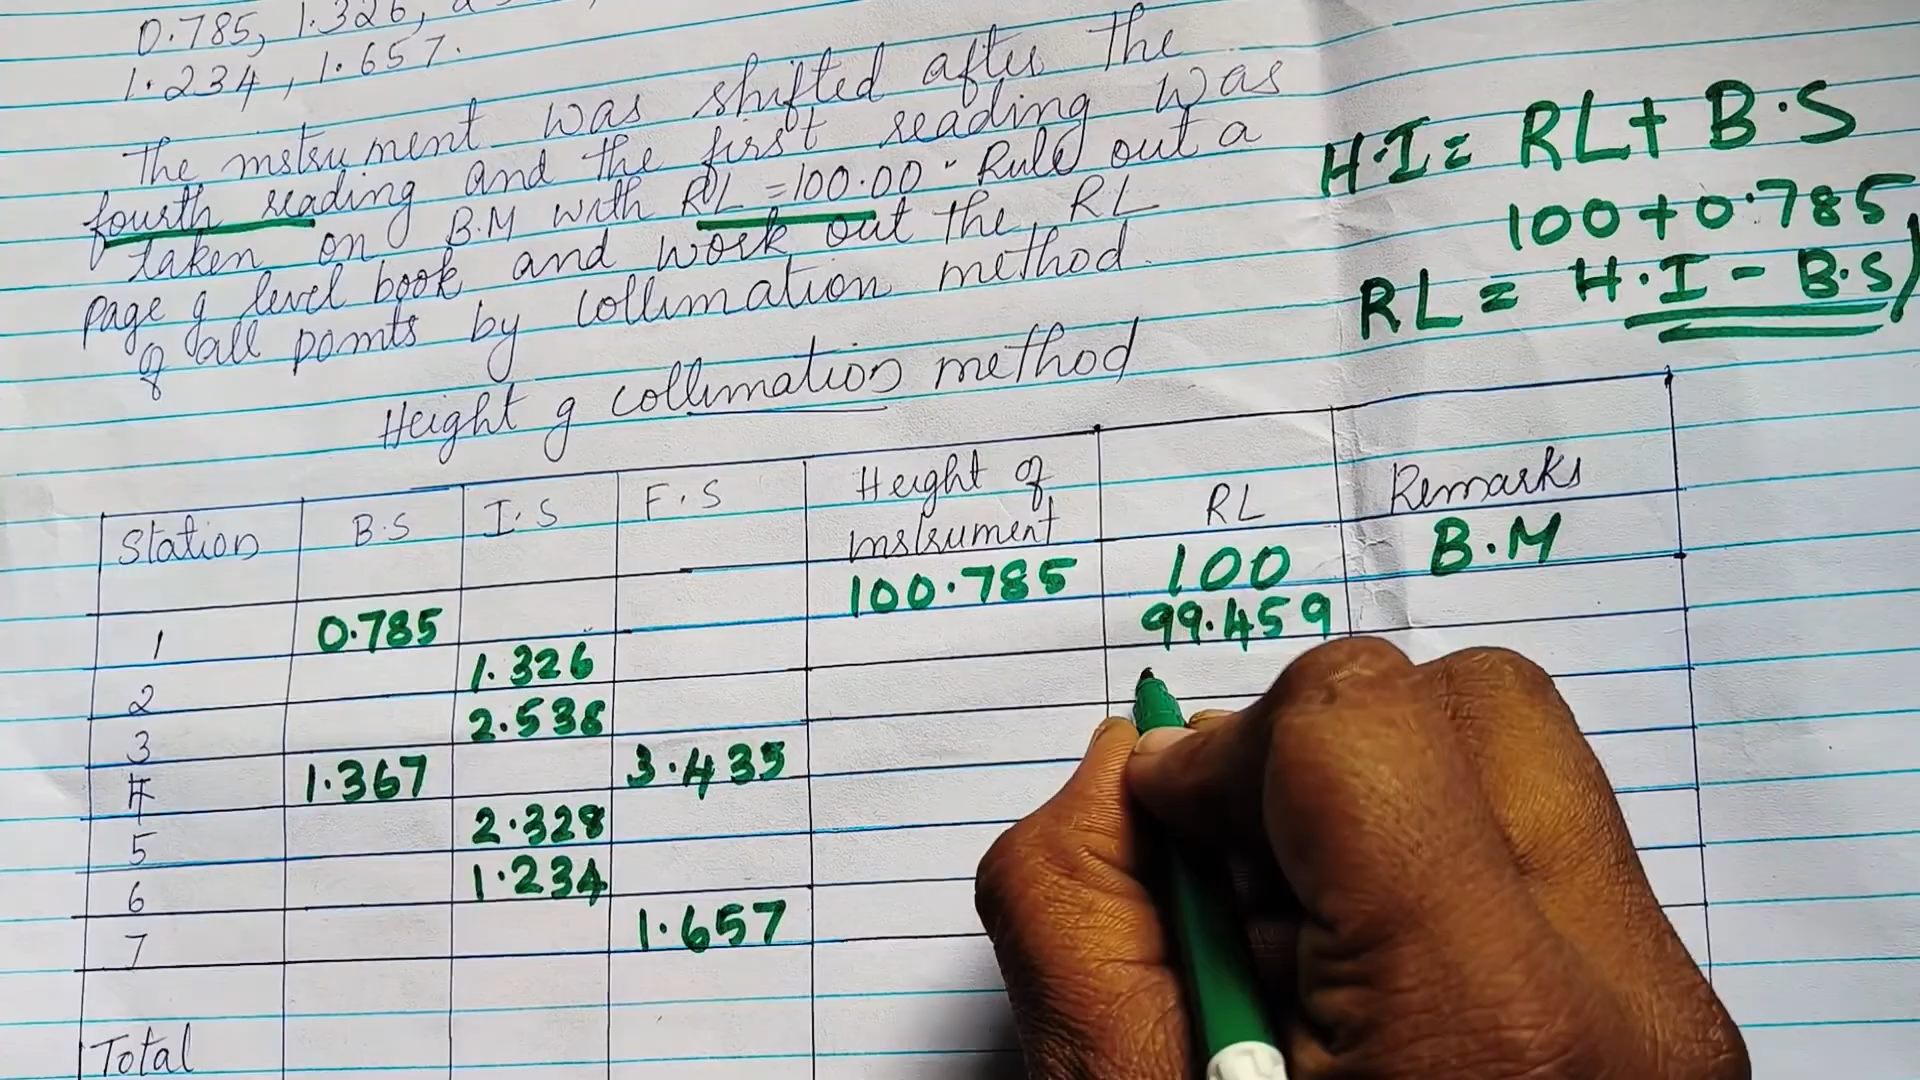 0.785, 1.326,
1.234, 1.657.
The instrument was shifted after the
fourth reading and the first reading was
taken on B.M with RL =100.00. Rule out a
page of level book and work out the RL
of all points by collimation method.
Height of collimation method
H.I = RL + B.S
100 + 0.785
RL = H.I - B.S
Station B.S I.S F.S Height of instrument RL Remarks
1 0.785 100.785 100 B.M
2 1.326 99.459
3 2.538
4 1.367 3.435
5 2.328
6 1.234
7 1.657
Total